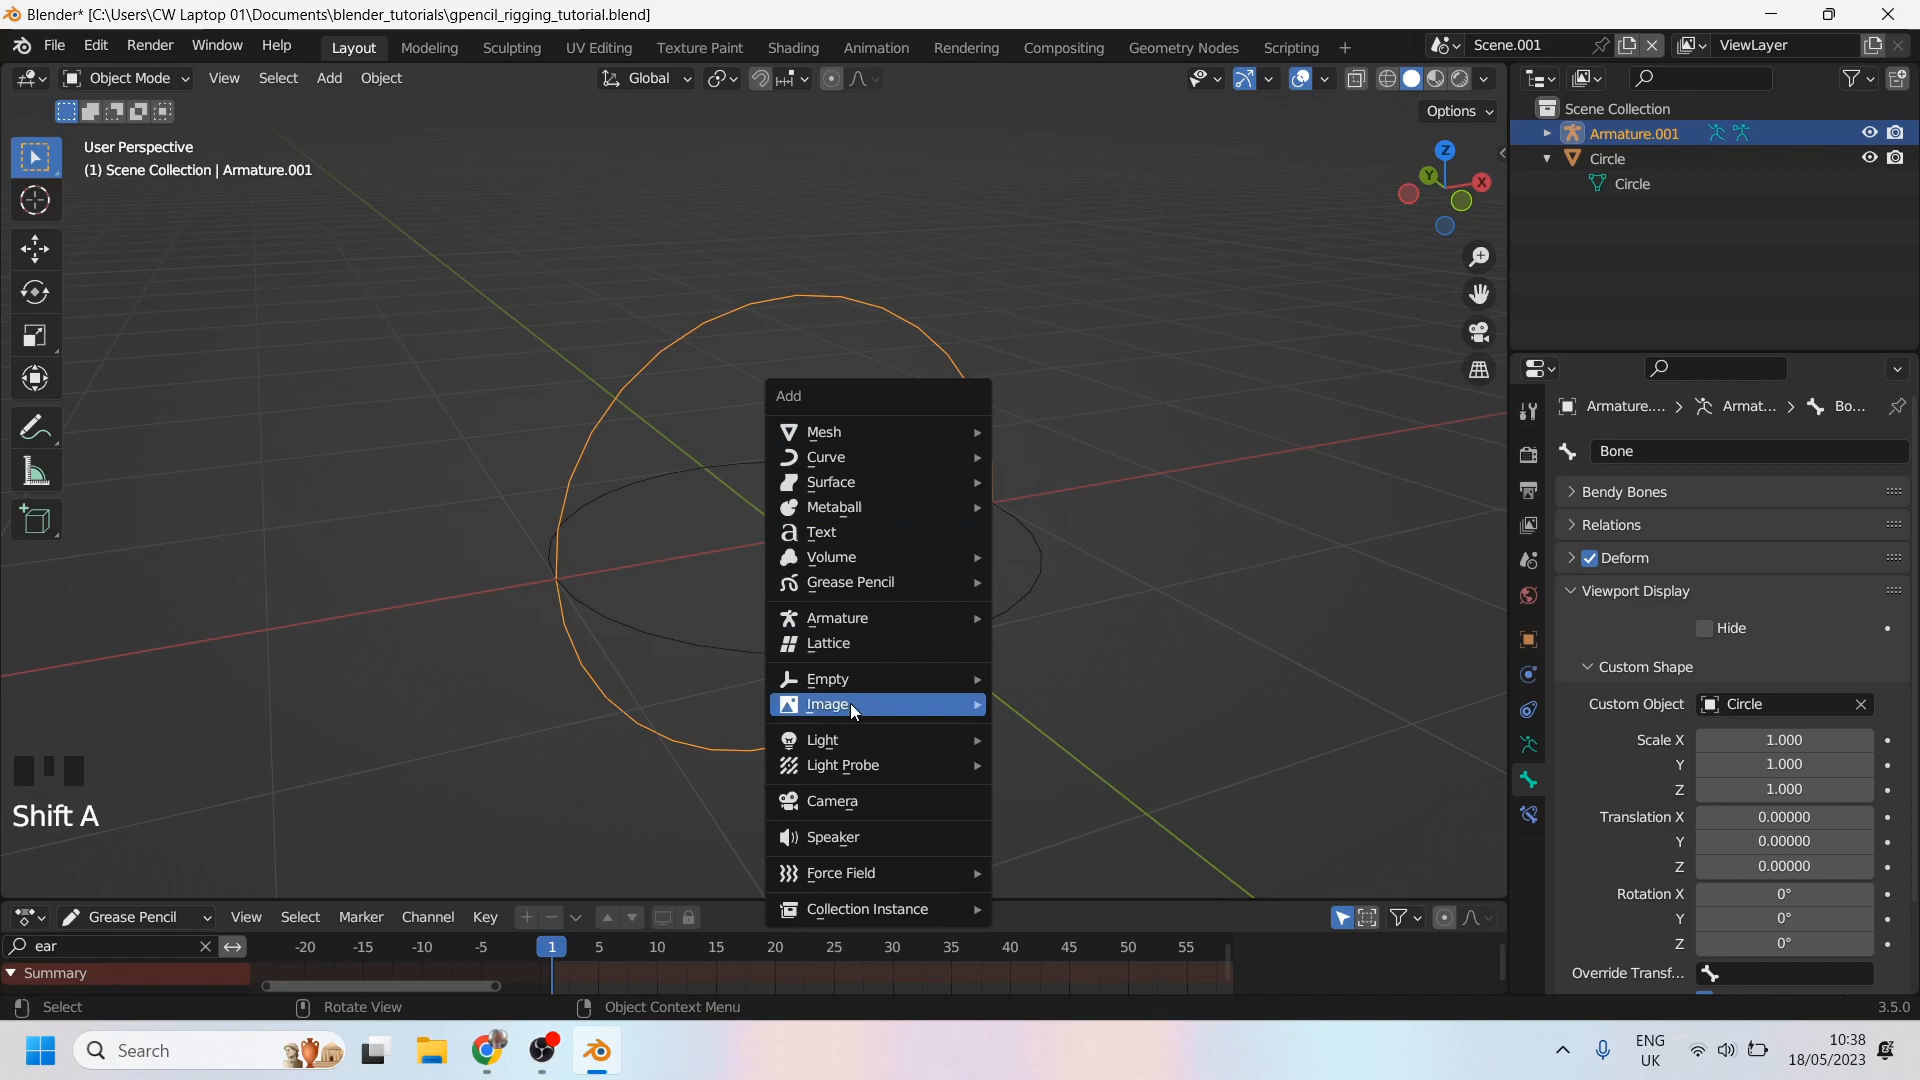 Blender* [C:\Users\CW Laptop 01\Documents\blender_tutorials\gpencil_rigging_tutorial.blend]
File Edit Render Window Help Layout Modeling Sculpting UV Editing Texture Paint Shading Animation Rendering Compositing Geometry Nodes Scripting + Scene.001 ViewLayer
Object Mode View Select Add Object Global
Options
User Perspective
(1) Scene Collection | Armature.001
Z
Y
X
Scene Collection
Armature.001
Circle
Circle
Add
Mesh
Curve
Surface
Metaball
Text
Volume
Grease Pencil
Armature
Lattice
Empty
Image
Light
Light Probe
Camera
Speaker
Force Field
Collection Instance
Shift A
Armature.... Armat... Bo...
Bone
Bendy Bones
Relations
Deform
Viewport Display
Hide
Custom Shape
Custom Object Circle
Scale X 1.000
Y 1.000
Z 1.000
Translation X 0.00000
Y 0.00000
Z 0.00000
Rotation X 0°
Y 0°
Z 0°
Override Transf...
Grease Pencil View Select Marker Channel Key
ear -20 -15 -10 -5 1 5 10 15 20 25 30 35 40 45 50 55
Summary
Select Rotate View Object Context Menu 3.5.0
Search
ENG
UK
10:38
18/05/2023